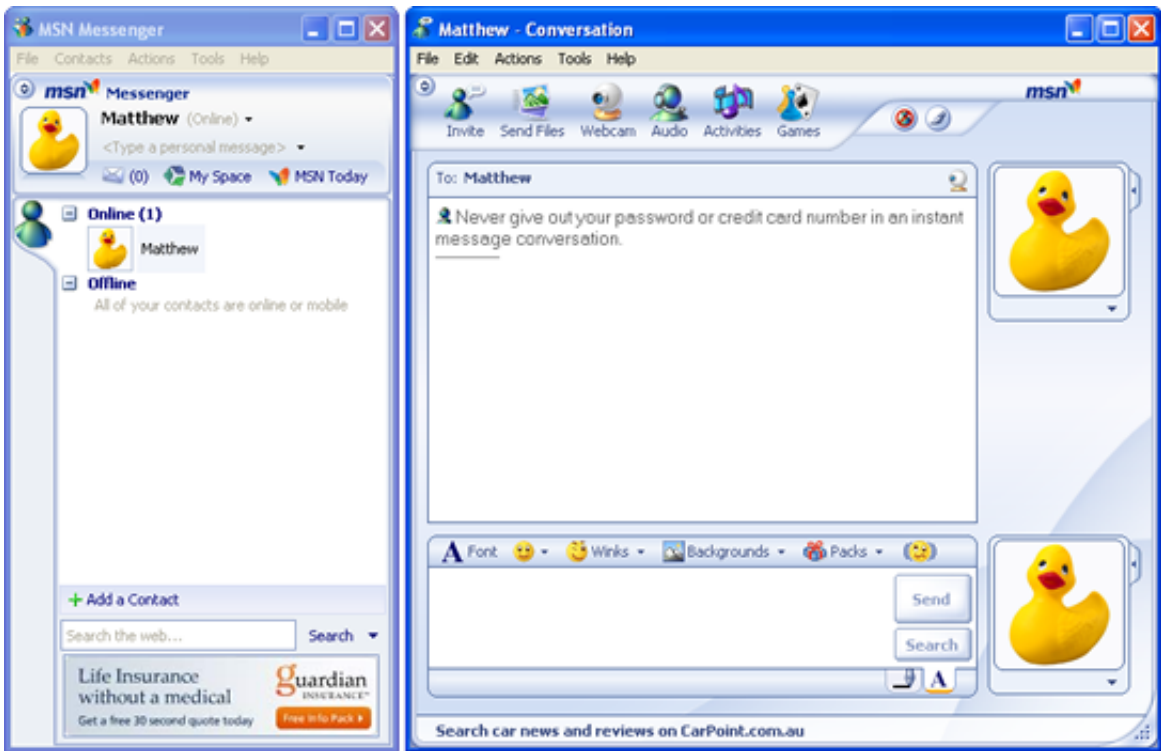 MSN Messenger
File Contacts Actions Tools Help
msn Messenger
Matthew (Online)
<Type a personal message>
(0) My Space MSN Today
Online (1)
Matthew
Offline
All of your contacts are online or mobile
Add a Contact
Search the web... Search
Life Insurance
without a medical
Get a free 30 second quote today
guardian
INSURANCE
Free Info Pack
Matthew - Conversation
File Edit Actions Tools Help
msn
Invite Send Files Webcam Audio Activities Games
To: Matthew
Never give out your password or credit card number in an instant
message conversation.
A Font Winks Backgrounds Packs
Send
Search
A
Search car news and reviews on CarPoint.com.au